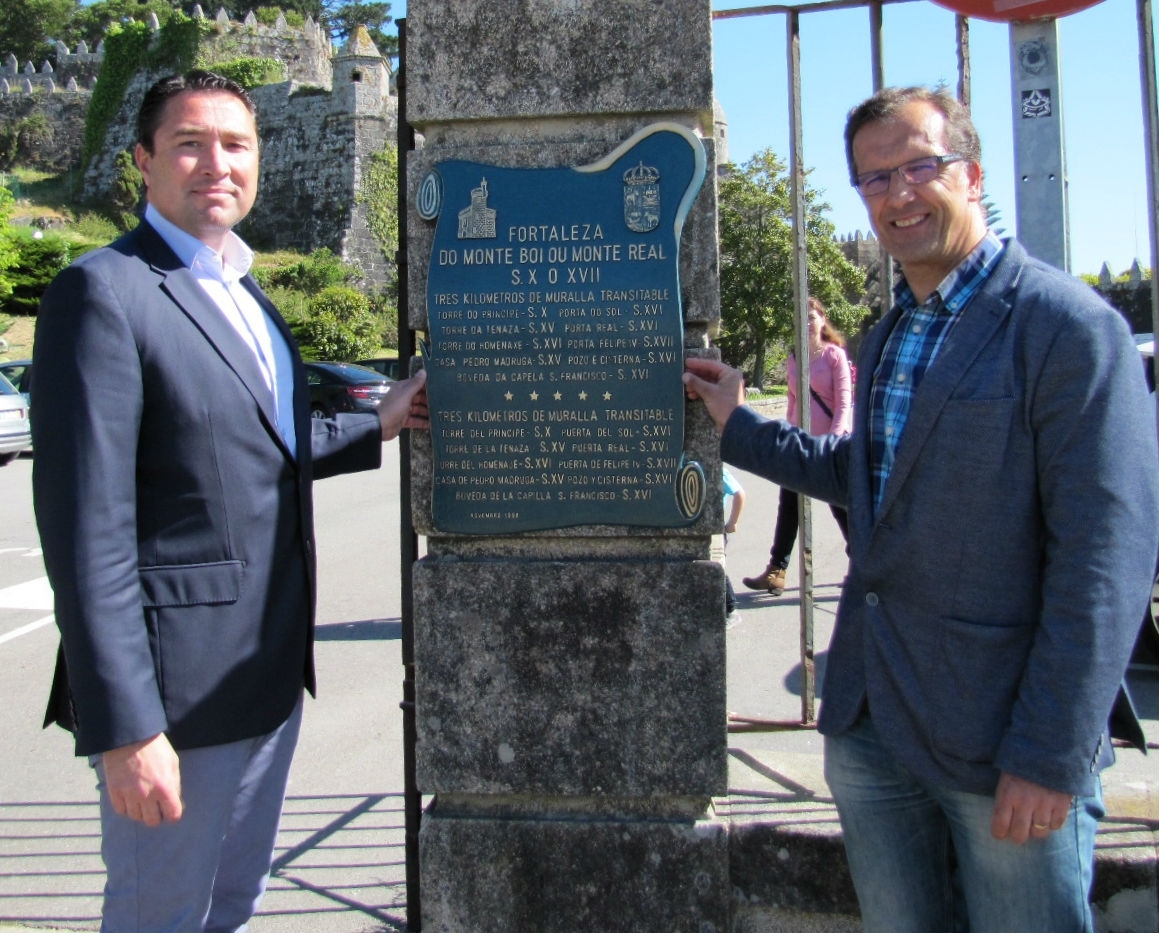 FORTALEZA
DO MONTE BOI OU MONTE REAL
S.X O XVII
TRES KILOMETROS DE MURALLA TRANSITABLE
TORRE DO PRINCIPE - S. X PORTA DO SOL - S.XVI
TORRE DA TENAZA - S.XV PORTA REAL - S.XVI
TORRE DO HOMENAXE - S.XVI PORTA FELIPE IV - S.XVII
CASA PEDRO MADRUGA - S.XV POZO E CISTERNA - S.XVI
BOVEDA DA CAPELA S. FRANCISCO - S. XVI
TRES KILOMETROS DE MURALLA TRANSITABLE
TORRE DEL PRINCIPE - S.X PUERTA DEL SOL - S.XVI
TORRE DE LA TENAZA - S.XV PUERTA REAL - S.XVI
TORRE DEL HOMENAJE - S.XVI PUERTA DE FELIPE IV - S.XVII
CASA DE PEDRO MADRUGA - S.XV POZO Y CISTERNA - S.XVI
BOVEDA DE LA CAPILLA S. FRANCISCO - S. XVI
NOVEMBRO 1998